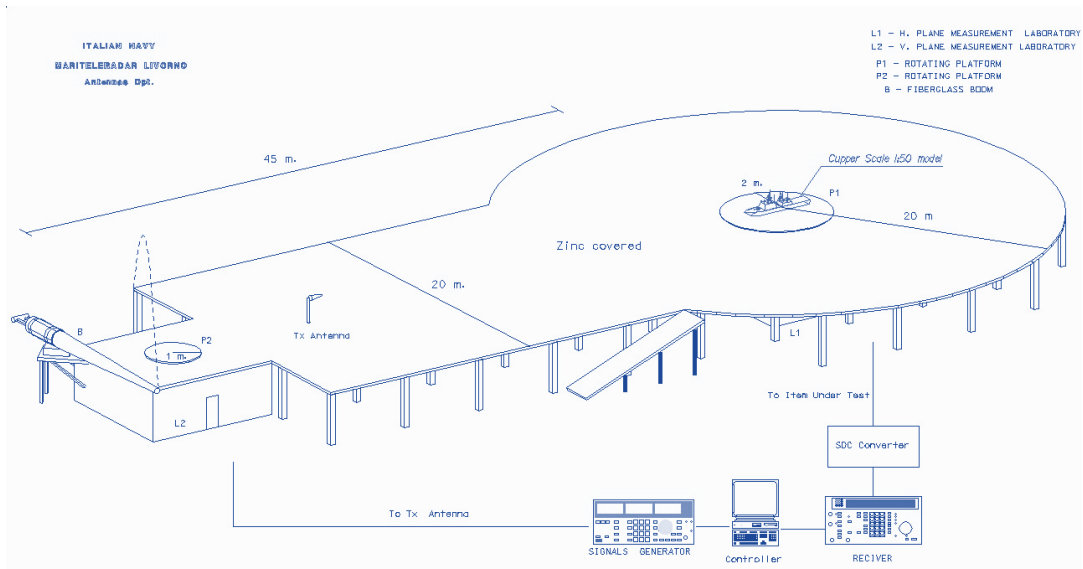 ITALIAN NAVY
MARITELERADAR LIVORNO
Antennas Dpt.
L1 - H. PLANE MEASUREMENT LABORATORY
L2 - V. PLANE MEASUREMENT LABORATORY
P1 - ROTATING PLATFORM
P2 - ROTATING PLATFORM
B - FIBERGLASS BOOM
45 m.
Cupper Scale 1:50 model
2 m.
P1
20 m
Zinc covered
20 m.
Tx Antenna
B
P2
1 m.
L1
L2
To Item Under Test
SDC Converter
To Tx Antenna
SIGNALS GENERATOR
Controller
RECIVER